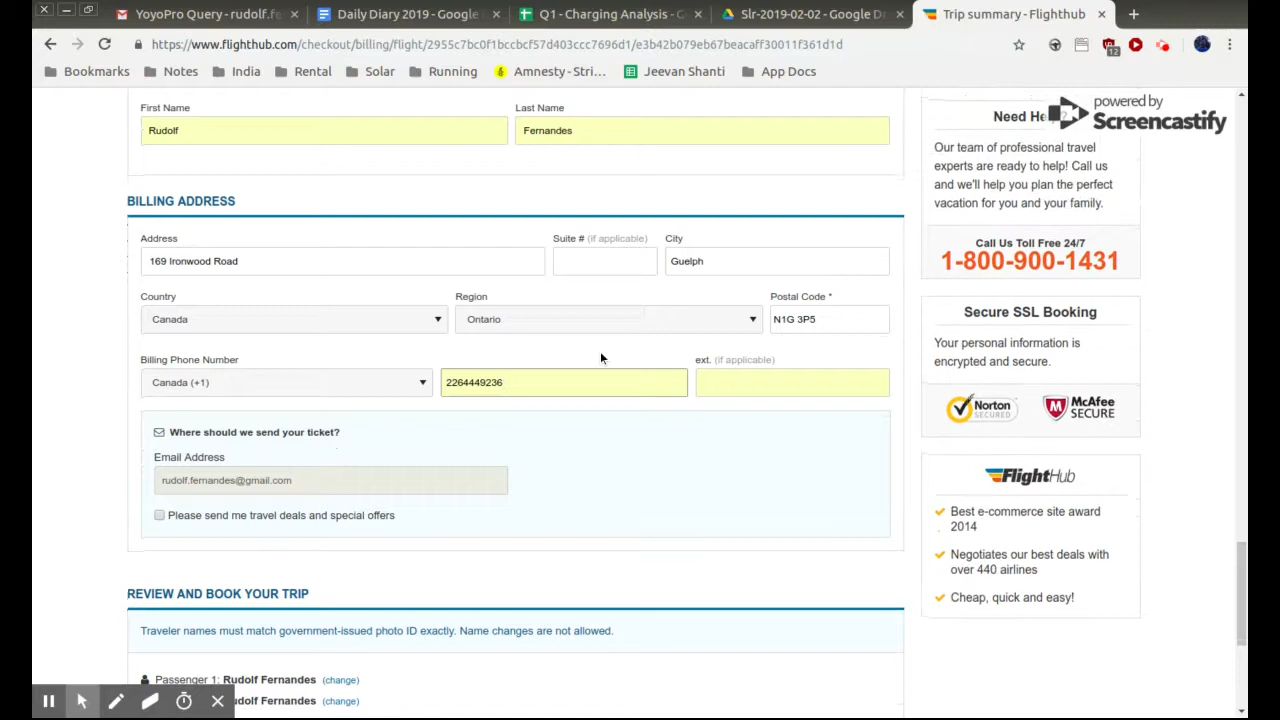 YoyoPro Query - rudolf.fe
Daily Diary 2019 - Google
Q1 - Charging Analysis - G
Slr-2019-02-02 - Google Dr
Trip summary - Flighthub
https://www.flighthub.com/checkout/billing/flight/2955c7bc0f1bccbcf57d403ccc7696d1/e3b42b079eb67beacaff30011f361d1d
12
Bookmarks Notes India Rental Solar Running Amnesty - Stri... Jeevan Shanti App Docs
powered by
Screencastify
First Name
Last Name
Rudolf
Fernandes
BILLING ADDRESS
Address
Suite # (if applicable)
City
169 Ironwood Road
Guelph
Country
Region
Postal Code *
Canada
Ontario
N1G 3P5
Billing Phone Number
ext. (if applicable)
Canada (+1)
2264449236
Where should we send your ticket?
Email Address
rudolf.fernandes@gmail.com
Please send me travel deals and special offers
REVIEW AND BOOK YOUR TRIP
Traveler names must match government-issued photo ID exactly. Name changes are not allowed.
Passenger 1: Rudolf Fernandes (change)
udolf Fernandes (change)
Need He
Our team of professional travel
experts are ready to help! Call us
and we'll help you plan the perfect
vacation for you and your family.
Call Us Toll Free 24/7
1-800-900-1431
Secure SSL Booking
Your personal information is
encrypted and secure.
Norton
SECURED
McAfee
SECURE
FlightHub
Best e-commerce site award
2014
Negotiates our best deals with
over 440 airlines
Cheap, quick and easy!